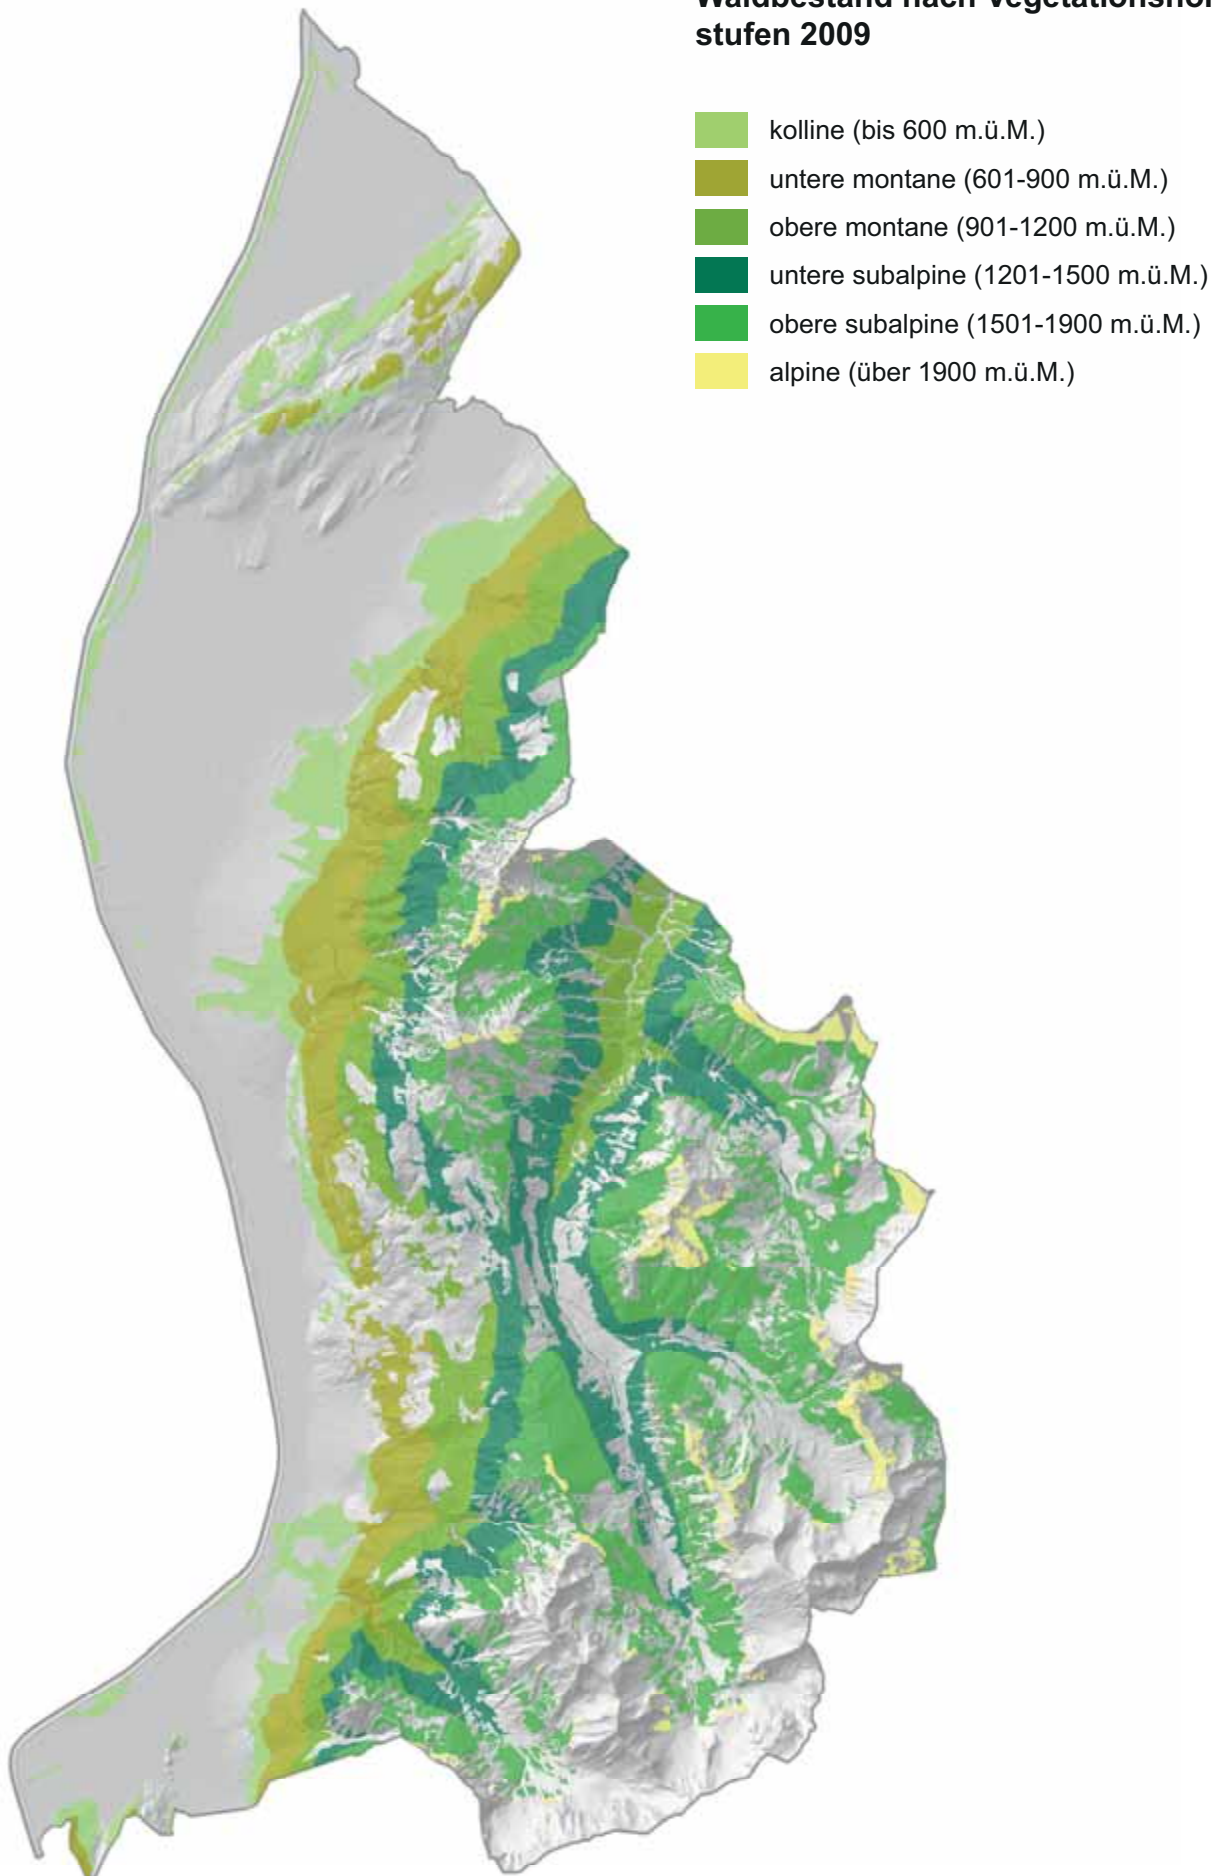 stufen 2009
kolline (bis 600 m.ü.M.)
untere montane (601-900 m.ü.M.)
obere montane (901-1200 m.ü.M.)
untere subalpine (1201-1500 m.ü.M.)
obere subalpine (1501-1900 m.ü.M.)
alpine (über 1900 m.ü.M.)